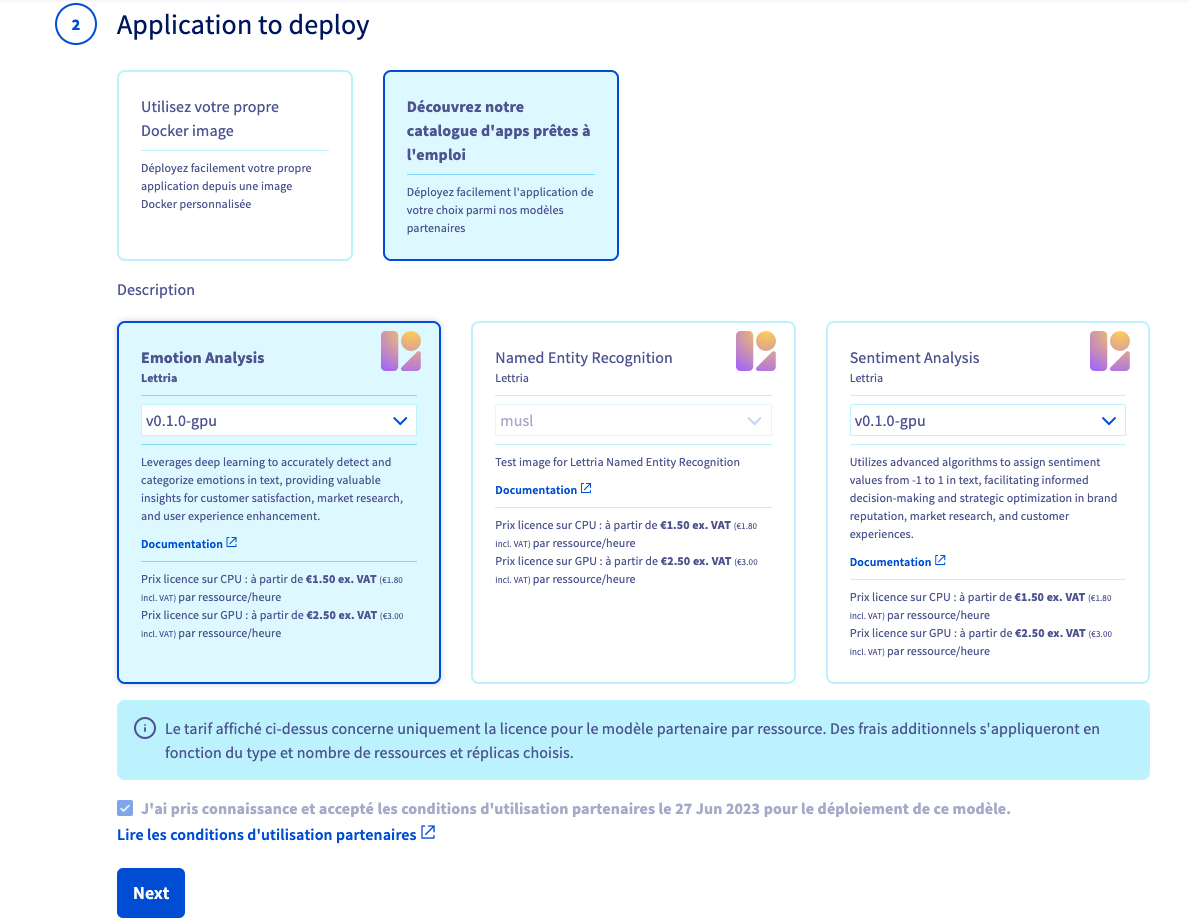 2
Application to deploy
Utilisez votre propre
Docker image
Déployez facilement votre propre
application depuis une image
Docker personnalisée
Découvrez notre
catalogue d'apps prêtes à
l'emploi
Déployez facilement l'application de
votre choix parmi nos modèles
partenaires
Description
Emotion Analysis
Lettria
v0.1.0-gpu
Leverages deep learning to accurately detect and
categorize emotions in text, providing valuable
insights for customer satisfaction, market research,
and user experience enhancement.
Documentation
Prix licence sur CPU : à partir de €1.50 ex. VAT (€1.80
incl. VAT) par ressource/heure
Prix licence sur GPU : à partir de €2.50 ex. VAT (€3.00
incl. VAT) par ressource/heure
Named Entity Recognition
Lettria
musl
Test image for Lettria Named Entity Recognition
Documentation
Prix licence sur CPU : à partir de €1.50 ex. VAT (€1.80
incl. VAT) par ressource/heure
Prix licence sur GPU : à partir de €2.50 ex. VAT (€3.00
incl. VAT) par ressource/heure
Sentiment Analysis
Lettria
v0.1.0-gpu
Utilizes advanced algorithms to assign sentiment
values from -1 to 1 in text, facilitating informed
decision-making and strategic optimization in brand
reputation, market research, and customer
experiences.
Documentation
Prix licence sur CPU : à partir de €1.50 ex. VAT (€1.80
incl. VAT) par ressource/heure
Prix licence sur GPU : à partir de €2.50 ex. VAT (€3.00
incl. VAT) par ressource/heure
Le tarif affiché ci-dessus concerne uniquement la licence pour le modèle partenaire par ressource. Des frais additionnels s'appliqueront en
fonction du type et nombre de ressources et réplicas choisis.
J'ai pris connaissance et accepté les conditions d'utilisation partenaires le 27 Jun 2023 pour le déploiement de ce modèle.
Lire les conditions d'utilisation partenaires
Next